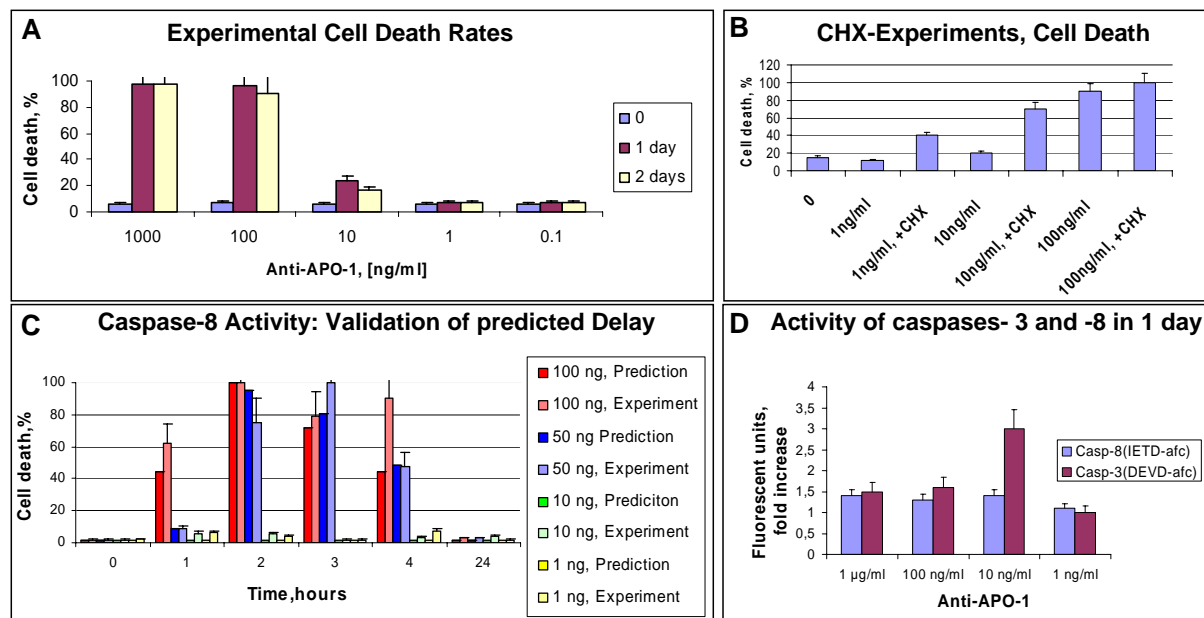 A
Experimental Cell Death Rates
Cell death, %
100
80
60
40
20
0
1000 100 10 1 0.1
Anti-APO-1, [ng/ml]
0
1 day
2 days
B
CHX-Experiments, Cell Death
Cell death, %
120
100
80
60
40
20
0
0
1ng/ml
1ng/ml, +CHX
10ng/ml
10ng/ml, +CHX
100ng/ml
100ng/ml, +CHX
C
Caspase-8 Activity: Validation of predicted Delay
Cell death,%
100
80
60
40
20
0
0 1 2 3 4 24
Time,hours
100 ng, Prediction
100 ng, Experiment
50 ng Prediction
50 ng, Experiment
10 ng, Prediciton
10 ng, Experiment
1 ng, Prediction
1 ng, Experiment
D
Activity of caspases- 3 and -8 in 1 day
Fluorescent units,
fold increase
4
3,5
3
2,5
2
1,5
1
0,5
0
1 µg/ml 100 ng/ml 10 ng/ml 1 ng/ml
Anti-APO-1
Casp-8(IETD-afc)
Casp-3(DEVD-afc)